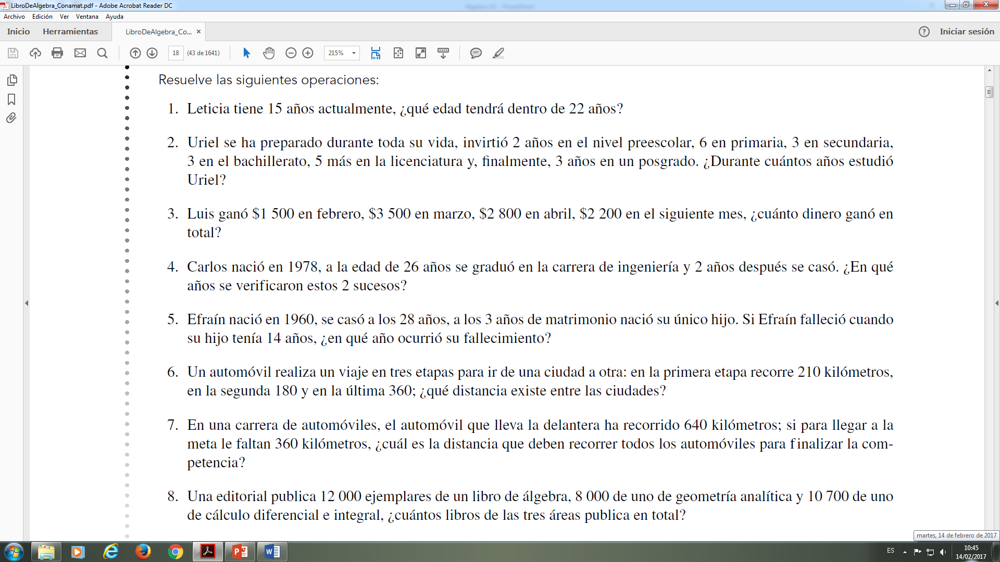 LibroDeAlgebra_Conamat.pdf - Adobe Acrobat Reader DC
Archivo Edición Ver Ventana Ayuda
Inicio Herramientas LibroDeAlgebra_Co... × Iniciar sesión
18 (43 de 1641) 215%
Resuelve las siguientes operaciones:
1. Leticia tiene 15 años actualmente, ¿qué edad tendrá dentro de 22 años?
2. Uriel se ha preparado durante toda su vida, invirtió 2 años en el nivel preescolar, 6 en primaria, 3 en secundaria,
3 en el bachillerato, 5 más en la licenciatura y, finalmente, 3 años en un posgrado. ¿Durante cuántos años estudió
Uriel?
3. Luis ganó $1 500 en febrero, $3 500 en marzo, $2 800 en abril, $2 200 en el siguiente mes, ¿cuánto dinero ganó en
total?
4. Carlos nació en 1978, a la edad de 26 años se graduó en la carrera de ingeniería y 2 años después se casó. ¿En qué
años se verificaron estos 2 sucesos?
5. Efraín nació en 1960, se casó a los 28 años, a los 3 años de matrimonio nació su único hijo. Si Efraín falleció cuando
su hijo tenía 14 años, ¿en qué año ocurrió su fallecimiento?
6. Un automóvil realiza un viaje en tres etapas para ir de una ciudad a otra: en la primera etapa recorre 210 kilómetros,
en la segunda 180 y en la última 360; ¿qué distancia existe entre las ciudades?
7. En una carrera de automóviles, el automóvil que lleva la delantera ha recorrido 640 kilómetros; si para llegar a la
meta le faltan 360 kilómetros, ¿cuál es la distancia que deben recorrer todos los automóviles para finalizar la com-
petencia?
8. Una editorial publica 12 000 ejemplares de un libro de álgebra, 8 000 de uno de geometría analítica y 10 700 de uno
de cálculo diferencial e integral, ¿cuántos libros de las tres áreas publica en total?
martes, 14 de febrero de 2017
ES 10:45
14/02/2017